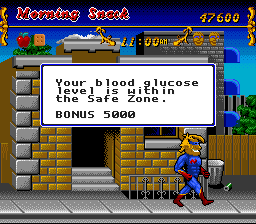 Morning Snack
47600
11:00AM
Your blood glucose
level is within
the Safe Zone.
BONUS 5000